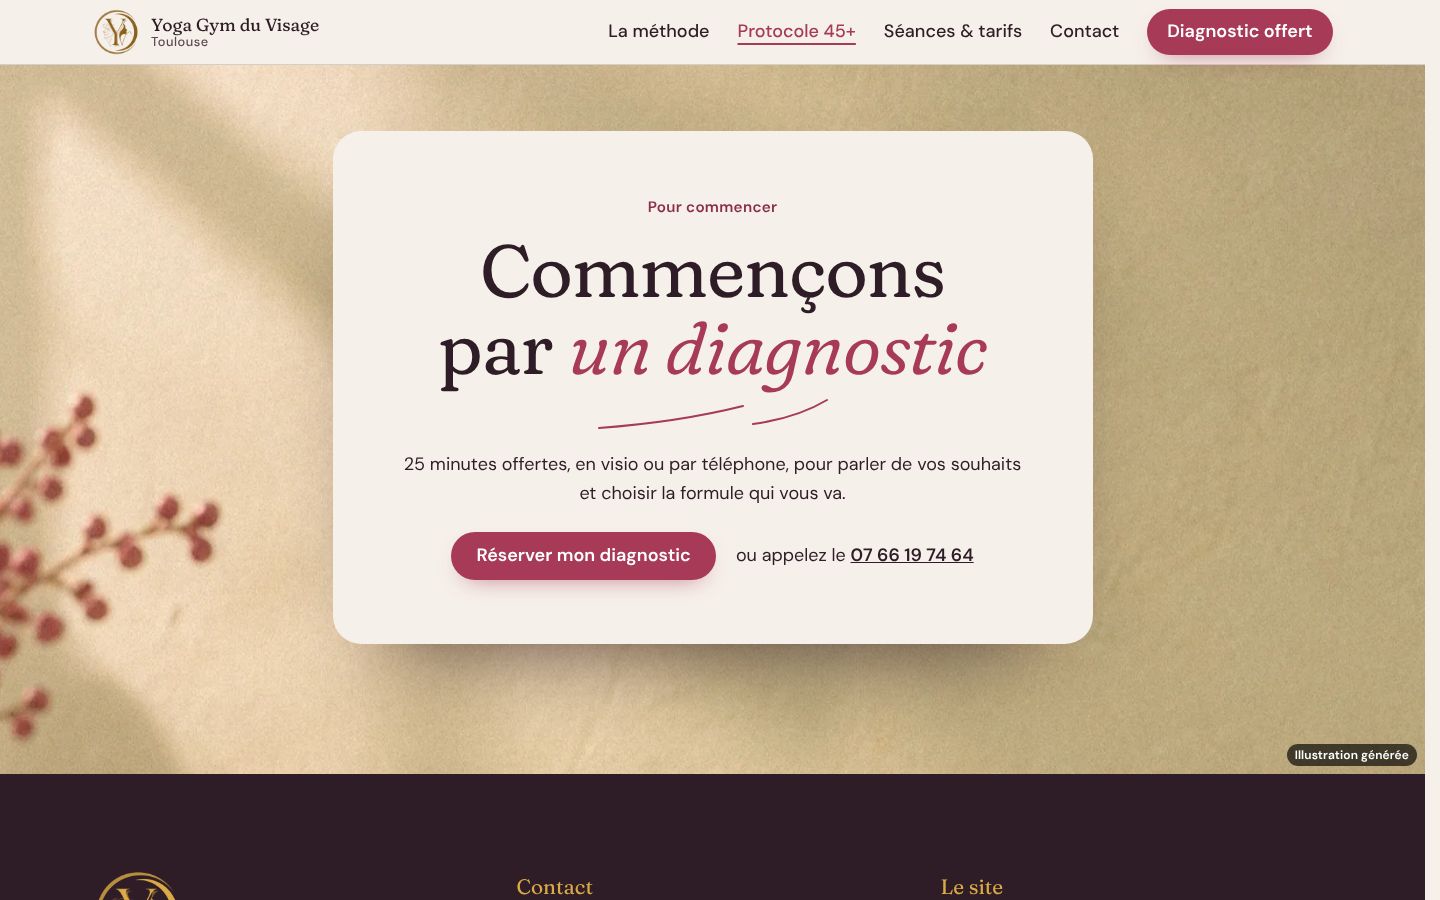 Yoga Gym du Visage
Toulouse
La méthode
Protocole 45+
Séances & tarifs
Contact
Diagnostic offert
Pour commencer
Commençons
par un diagnostic
25 minutes offertes, en visio ou par téléphone, pour parler de vos souhaits
et choisir la formule qui vous va.
Réserver mon diagnostic
ou appelez le 07 66 19 74 64
Illustration générée
Contact
Le site